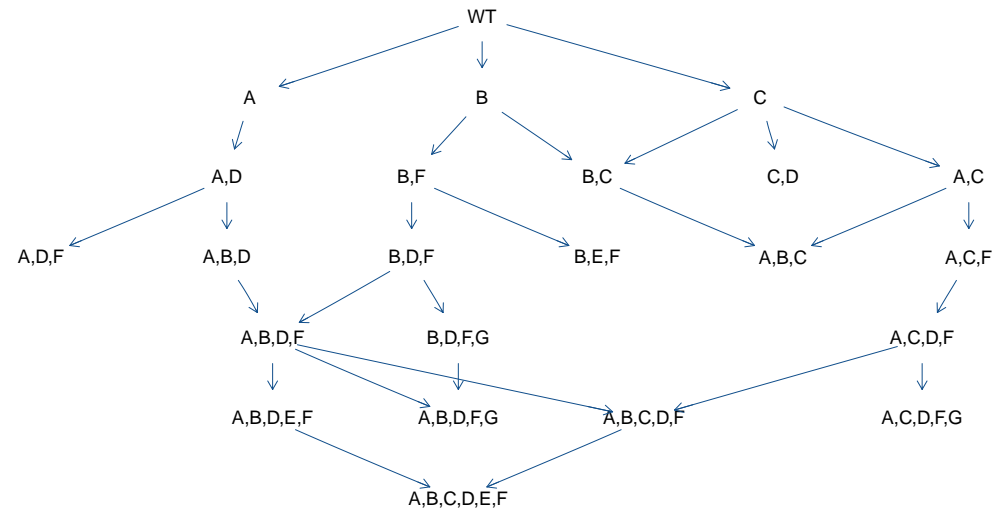 WT
A B C
A,D B,F B,C C,D A,C
A,D,F A,B,D B,D,F B,E,F A,B,C A,C,F
A,B,D,F B,D,F,G A,C,D,F
A,B,D,E,F A,B,D,F,G A,B,C,D,F A,C,D,F,G
A,B,C,D,E,F